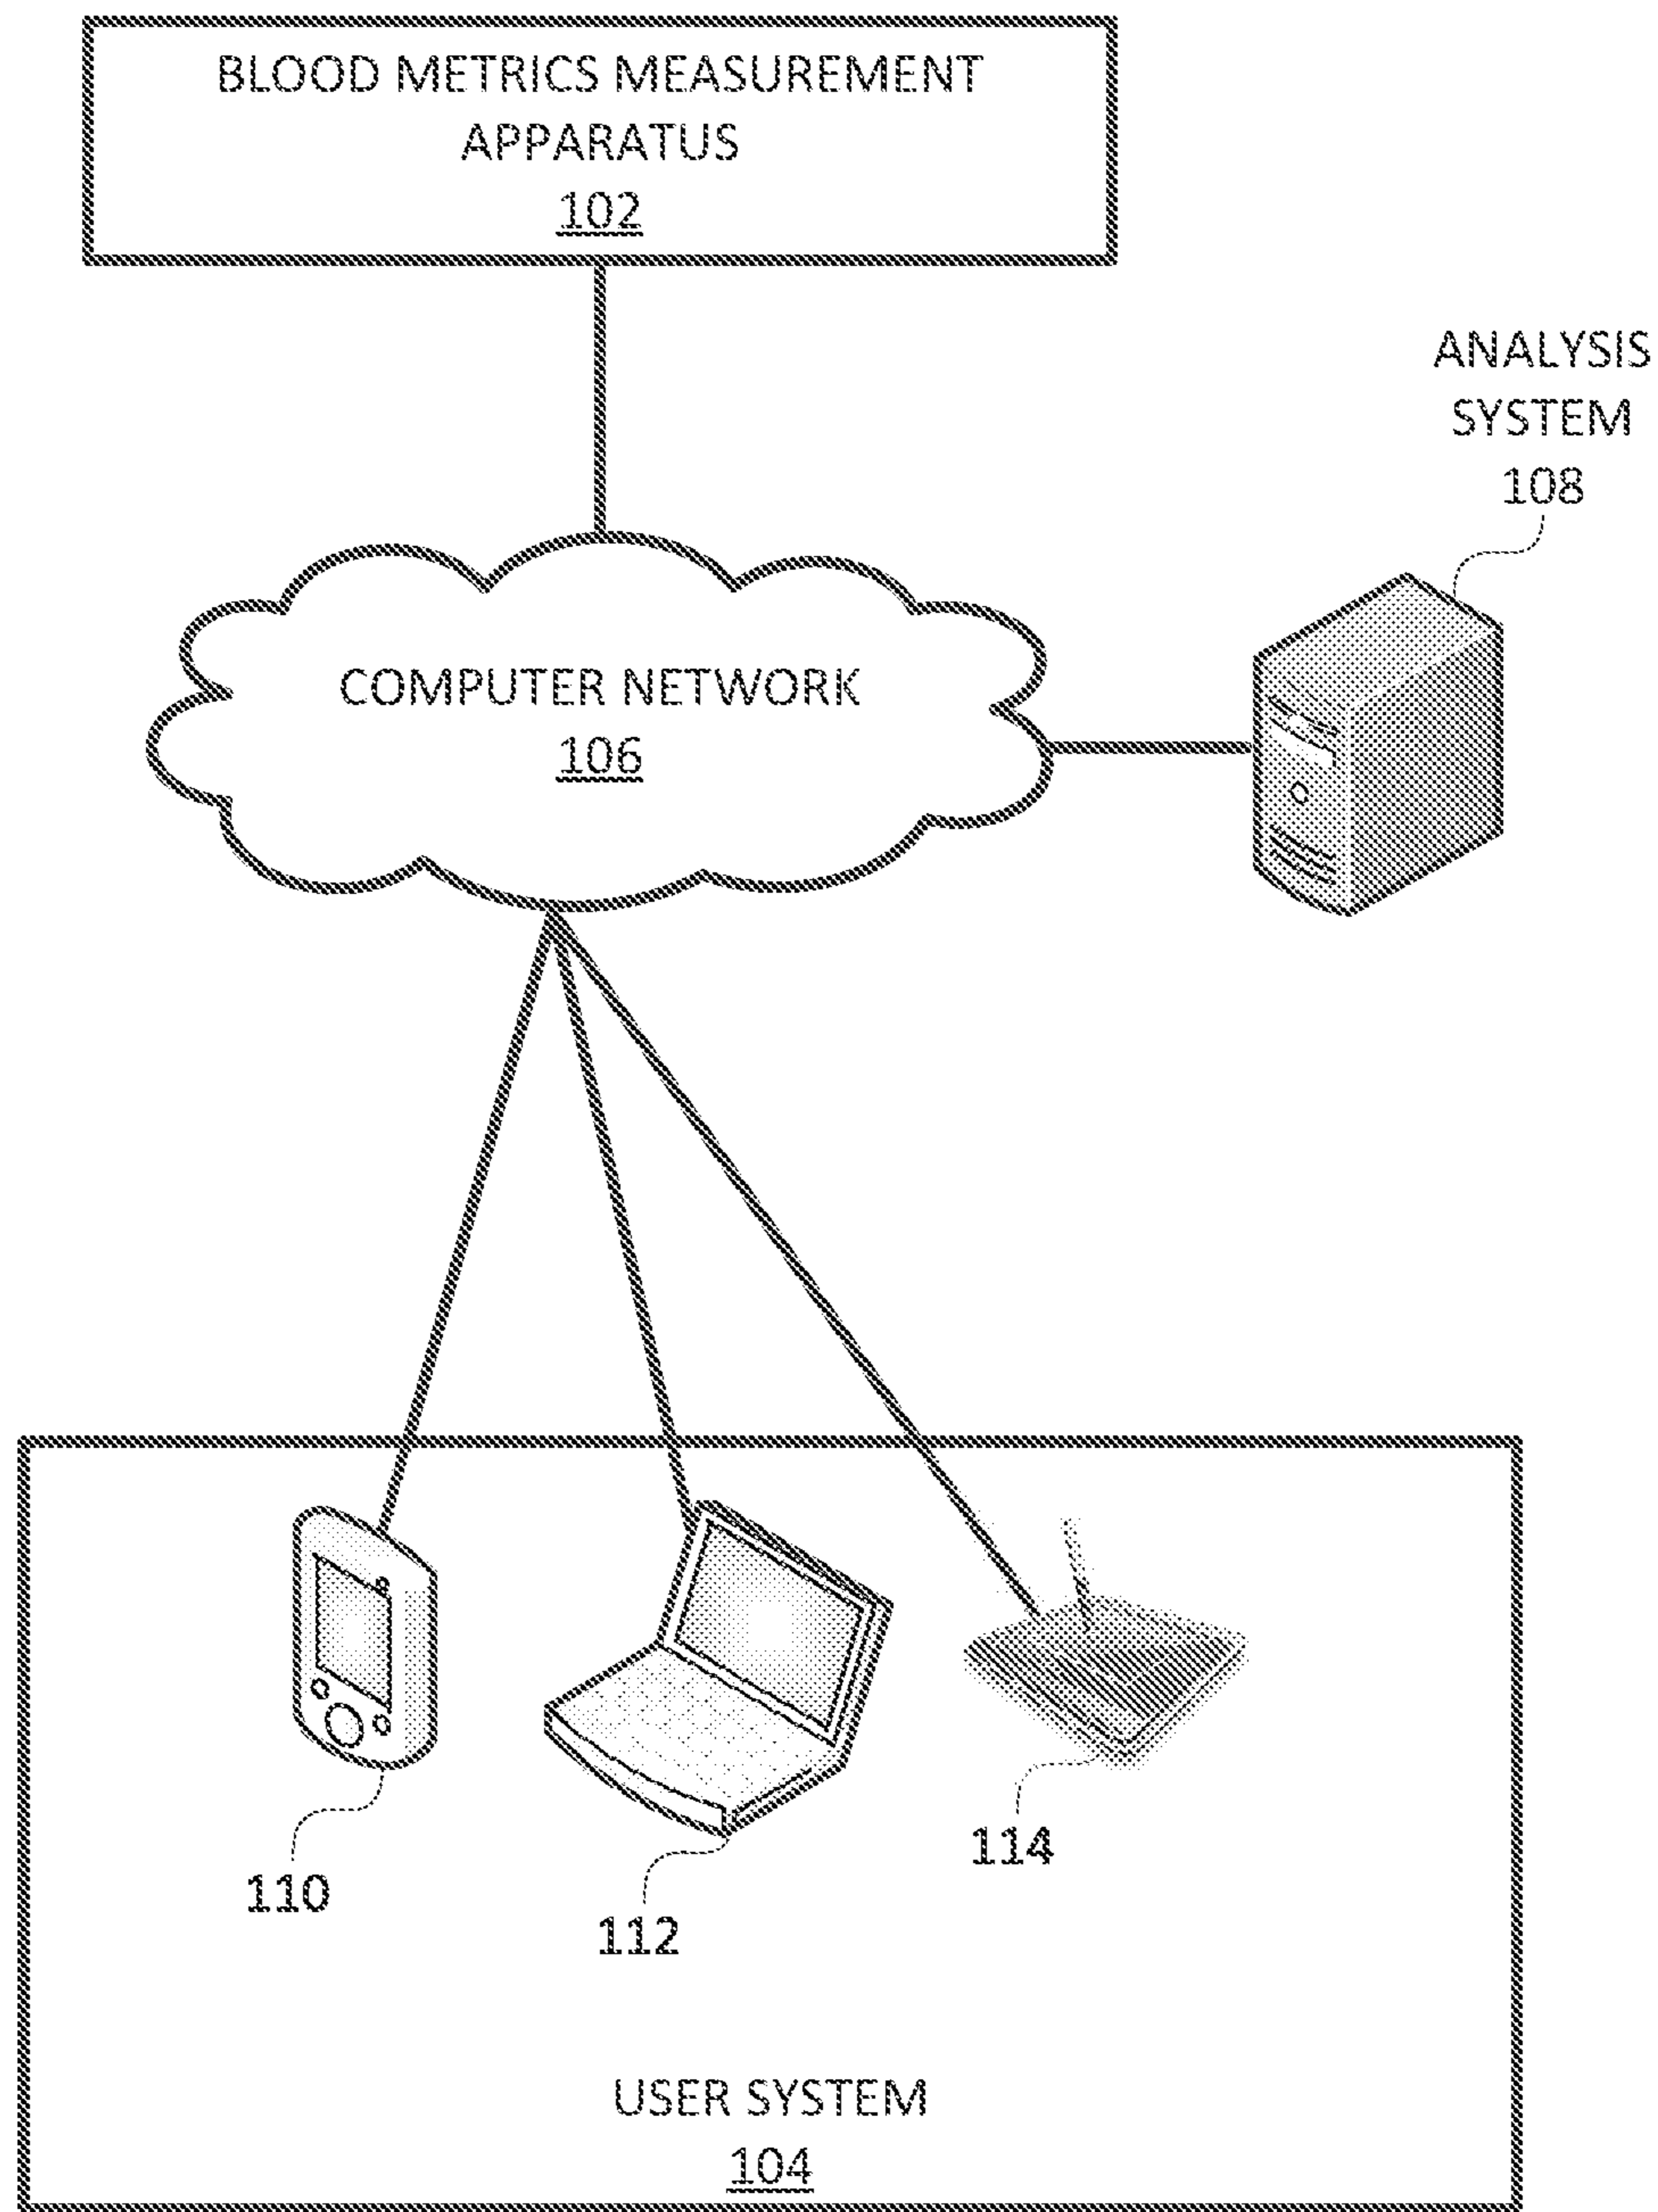 BLOOD METRICS MEASUREMENT
APPARATUS
102
ANALYSIS
SYSTEM
108
COMPUTER NETWORK
106
110
112
114
USER SYSTEM
104